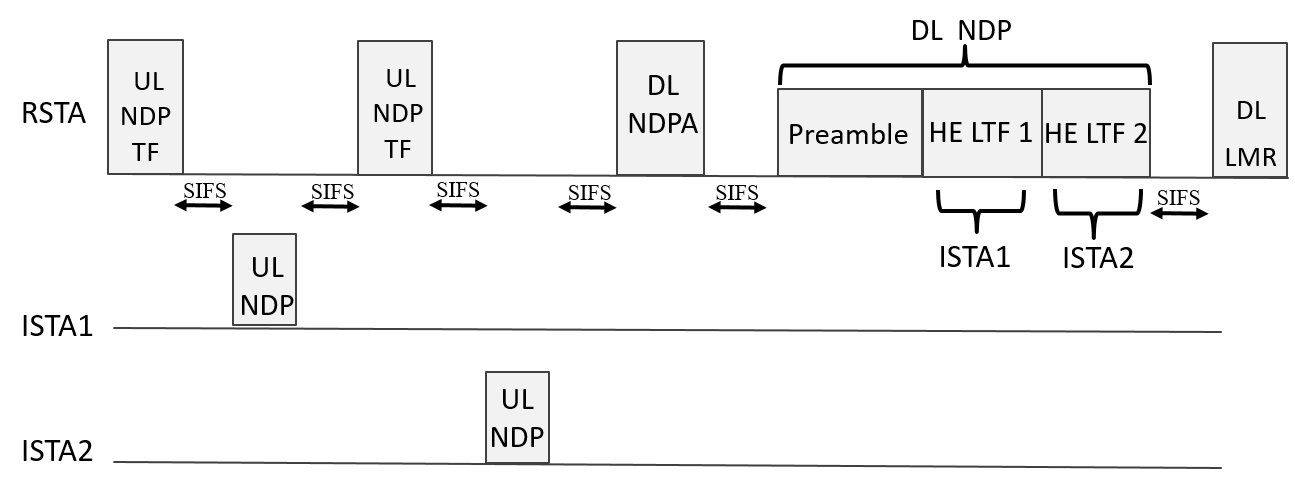 DL NDP
RSTA
UL
NDP
TF
UL
NDP
TF
DL
NDPA
Preamble
HE LTF 1
HE LTF 2
DL
LMR
SIFS
SIFS
SIFS
SIFS
SIFS
SIFS
ISTA1
ISTA2
UL
NDP
ISTA1
UL
NDP
ISTA2